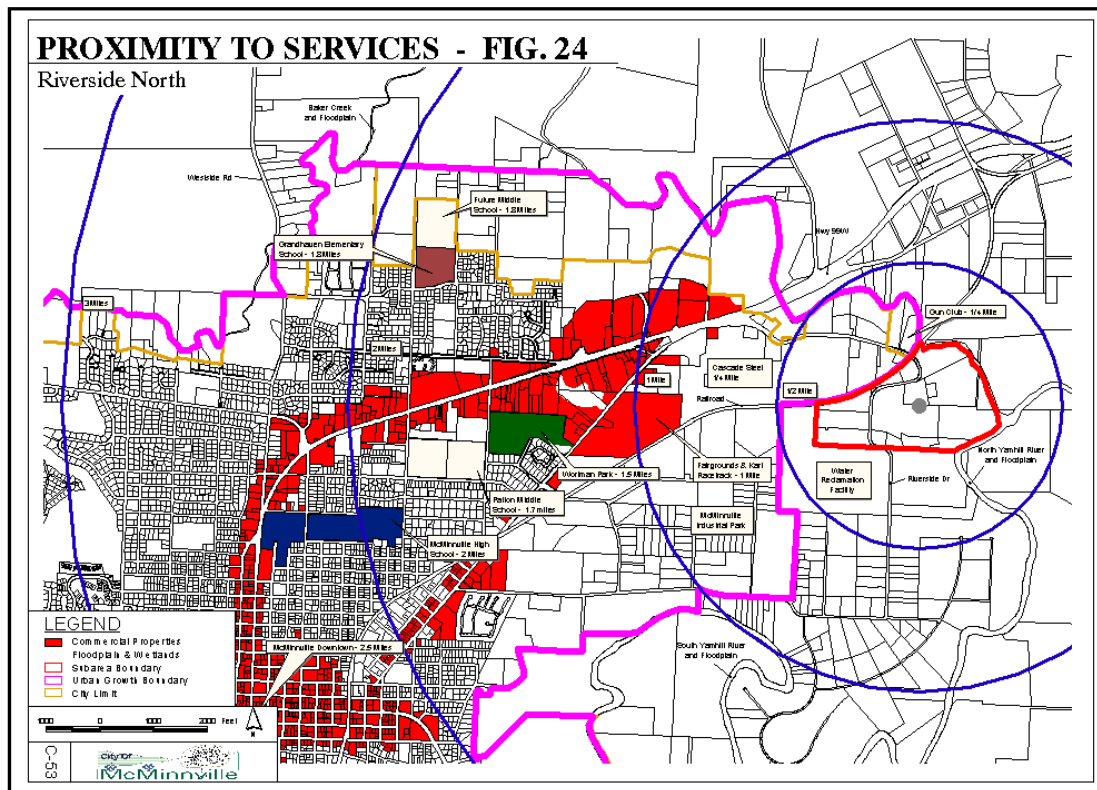 PROXIMITY TO SERVICES - FIG. 24
Riverside North
Baker Creek
and Floodplain
Westside Rd
Future Middle
School - 1.8 Miles
Grandhaven Elementary
School - 1.8 Miles
Hwy 99W
3 Miles
Gun Club - 1/4 Mile
2 Miles
Cascade Steel
1/4 Mile
1 Mile
1/2 Mile
Railroad
North Yamhill River
and Floodplain
Wortman Park - 1.5 Miles
Fairgrounds & Kart
Racetrack - 1 Mile
Water
Reclamation
Facility
Riverside Dr
Patton Middle
School - 1.7 miles
McMinnville
Industrial Park
McMinnville High
School - 2 Miles
South Yamhill River
and Floodplain
McMinnville Downtown - 2.5 Miles
LEGEND
Commercial Properties
Floodplain & Wetlands
Subarea Boundary
Urban Growth Boundary
City Limit
1000 0 1000 2000 Feet
N
C-53
CITY OF
McMinnville